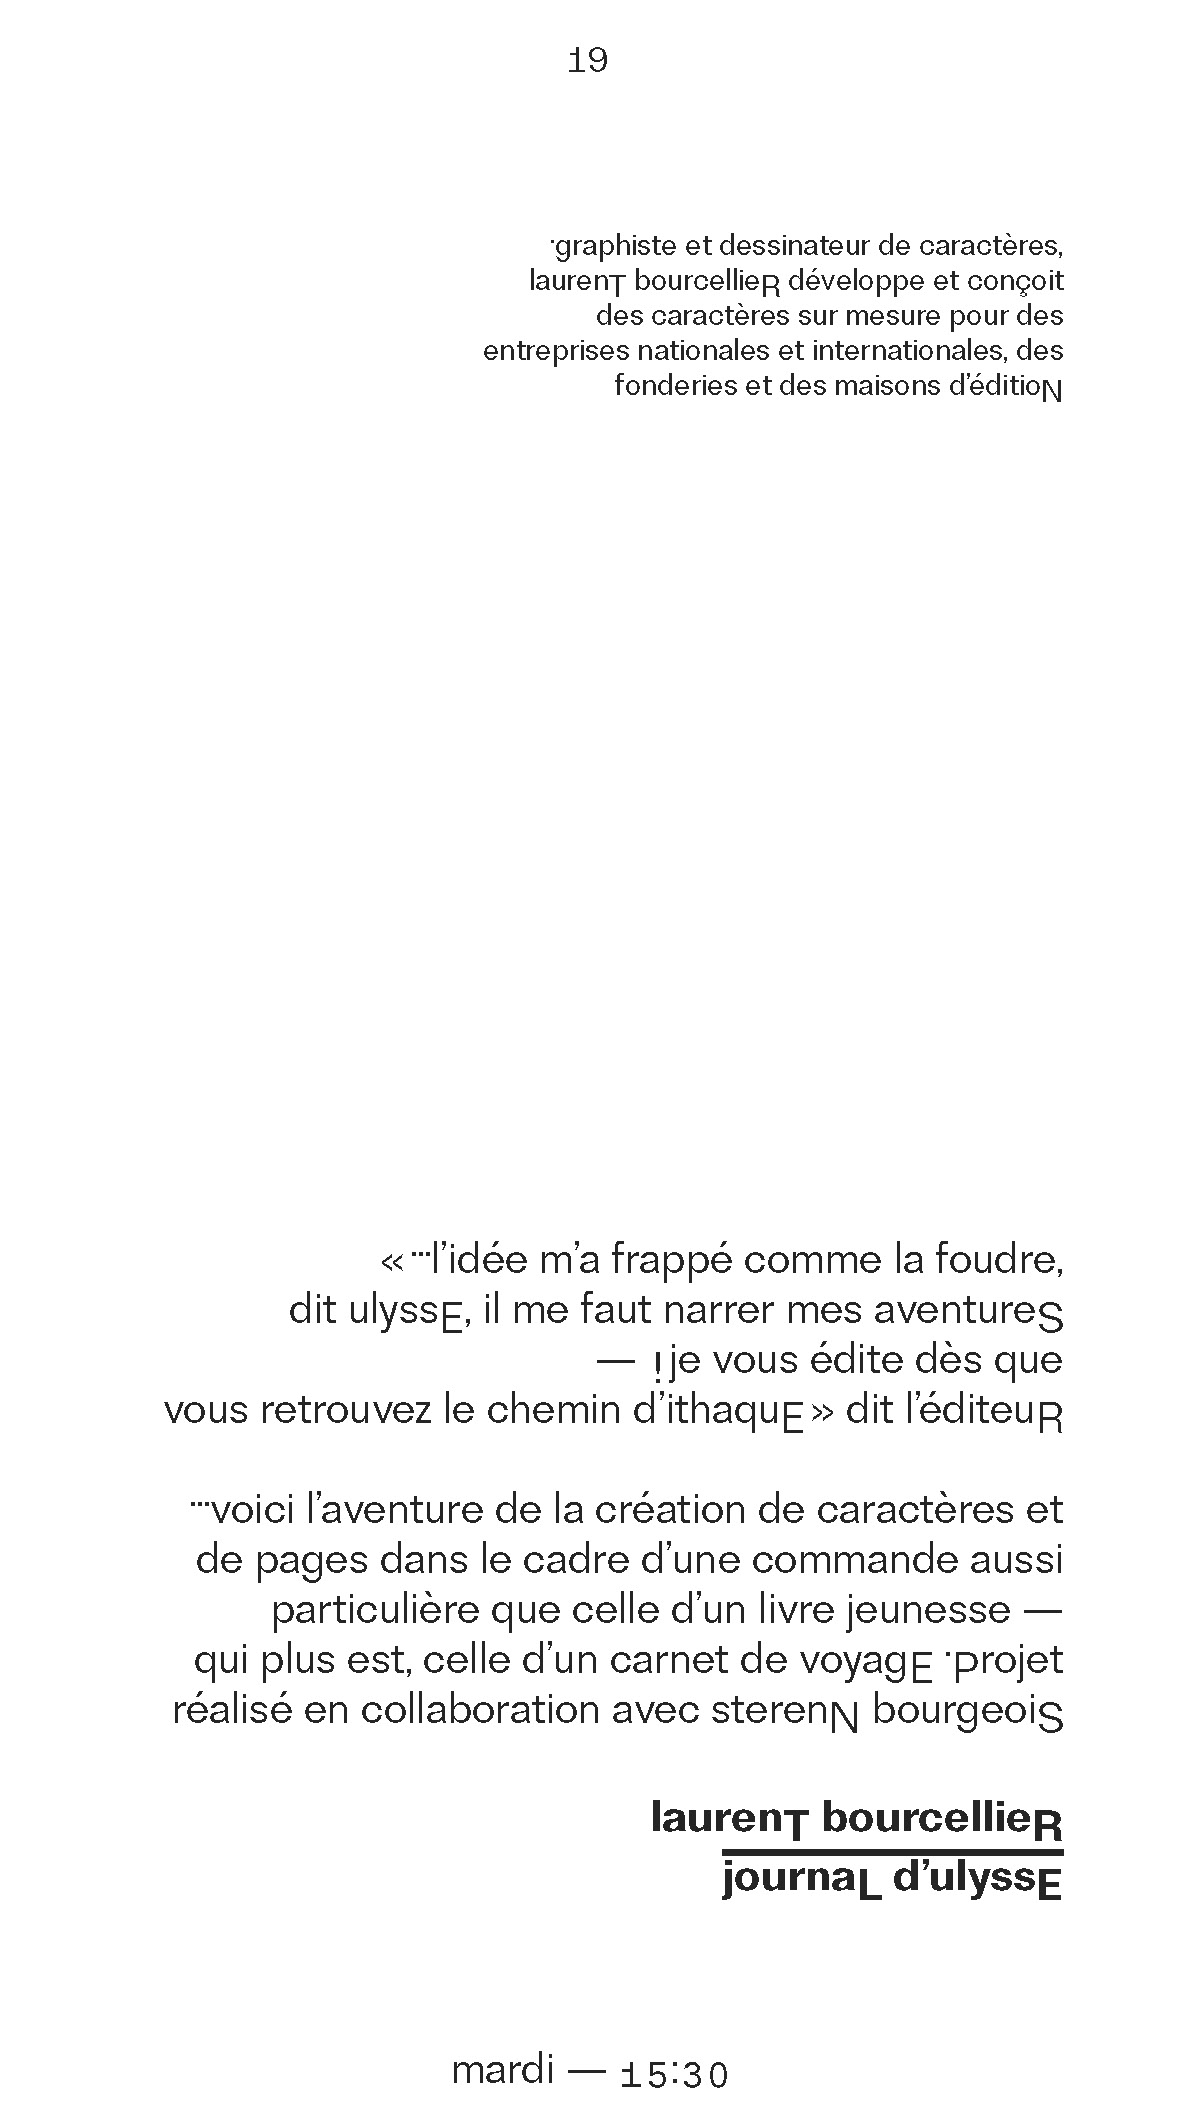 19
·graphiste et dessinateur de caractères,
laurenT bourcellieR développe et conçoit
des caractères sur mesure pour des
entreprises nationales et internationales, des
fonderies et des maisons d’éditioN
« ···l’idée m’a frappé comme la foudre,
dit ulyssE, il me faut narrer mes aventureS
— !je vous édite dès que
vous retrouvez le chemin d’ithaquE » dit l’éditeuR
···voici l’aventure de la création de caractères et
de pages dans le cadre d’une commande aussi
particulière que celle d’un livre jeunesse —
qui plus est, celle d’un carnet de voyagE ·Projet
réalisé en collaboration avec sterenN bourgeoiS
laurenT bourcellieR
journaL d’ulyssE
mardi — 15:30